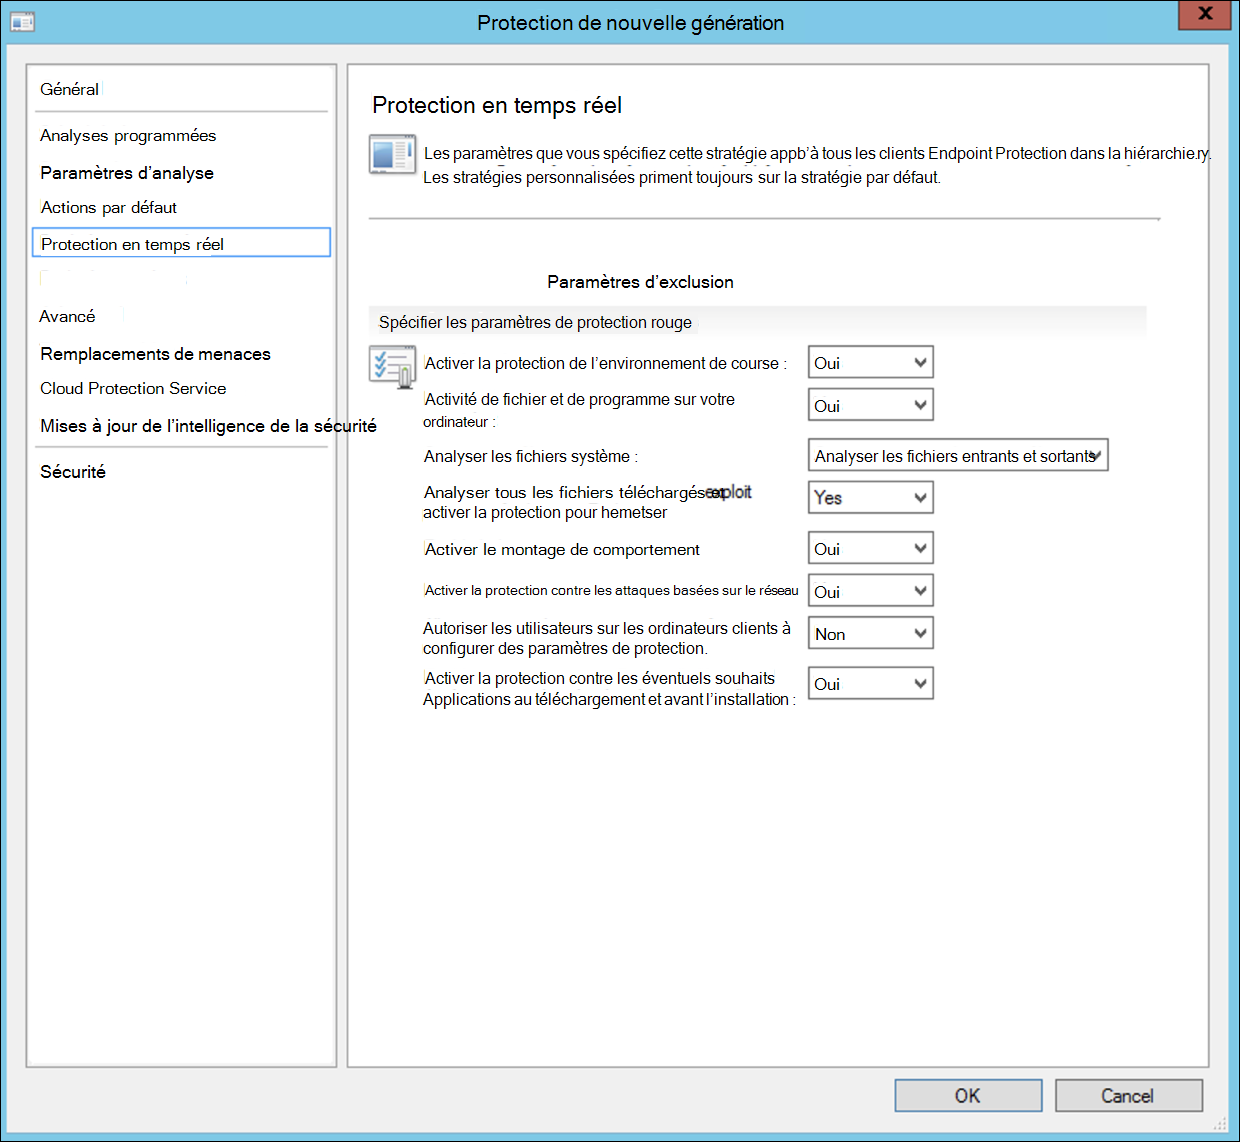 Protection de nouvelle génération
Général
Analyses programmées
Paramètres d'analyse
Actions par défaut
Protection en temps réel
Avancé
Remplacements de menaces
Cloud Protection Service
Mises à jour de l'intelligence de la sécurité
Sécurité
Protection en temps réel
Les paramètres que vous spécifiez cette stratégie appb'à tous les clients Endpoint Protection dans la hiérarchie.ry.
Les stratégies personnalisées priment toujours sur la stratégie par défaut.
Paramètres d'exclusion
Spécifier les paramètres de protection rouge
Activer la protection de l'environnement de course : Oui
Activité de fichier et de programme sur votre
ordinateur : Oui
Analyser les fichiers système : Analyser les fichiers entrants et sortants
Analyser tous les fichiers téléchargés exploit
activer la protection pour hemetser Yes
Activer le montage de comportement Oui
Activer la protection contre les attaques basées sur le réseau Oui
Autoriser les utilisateurs sur les ordinateurs clients à
configurer des paramètres de protection. Non
Activer la protection contre les éventuels souhaits
Applications au téléchargement et avant l'installation : Oui
OK Cancel